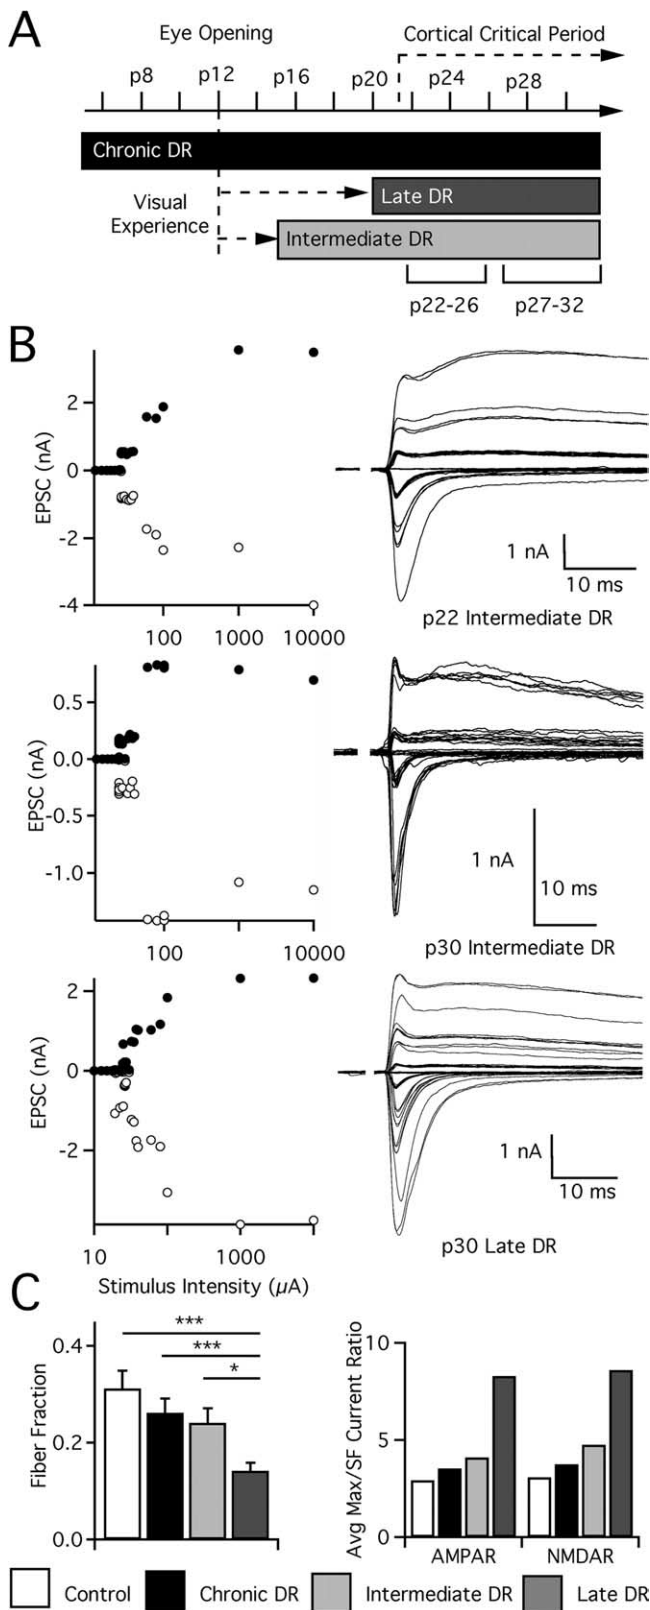 A
Eye Opening
Cortical Critical Period
p8 p12 p16 p20 p24 p28
Chronic DR
Late DR
Visual
Experience
Intermediate DR
p22-26 p27-32
B
EPSC (nA)
2
0
-2
-4
100 1000 10000
1 nA
10 ms
p22 Intermediate DR
EPSC (nA)
0.5
0.0
-0.5
-1.0
100 1000 10000
1 nA
10 ms
p30 Intermediate DR
EPSC (nA)
2
0
-2
10 100 1000 10000
Stimulus Intensity (µA)
1 nA
10 ms
p30 Late DR
C
Fiber Fraction
0.4
0.2
0.0
***
***
*
Avg Max/SF Current Ratio
10
5
0
AMPAR NMDAR
Control Chronic DR Intermediate DR Late DR